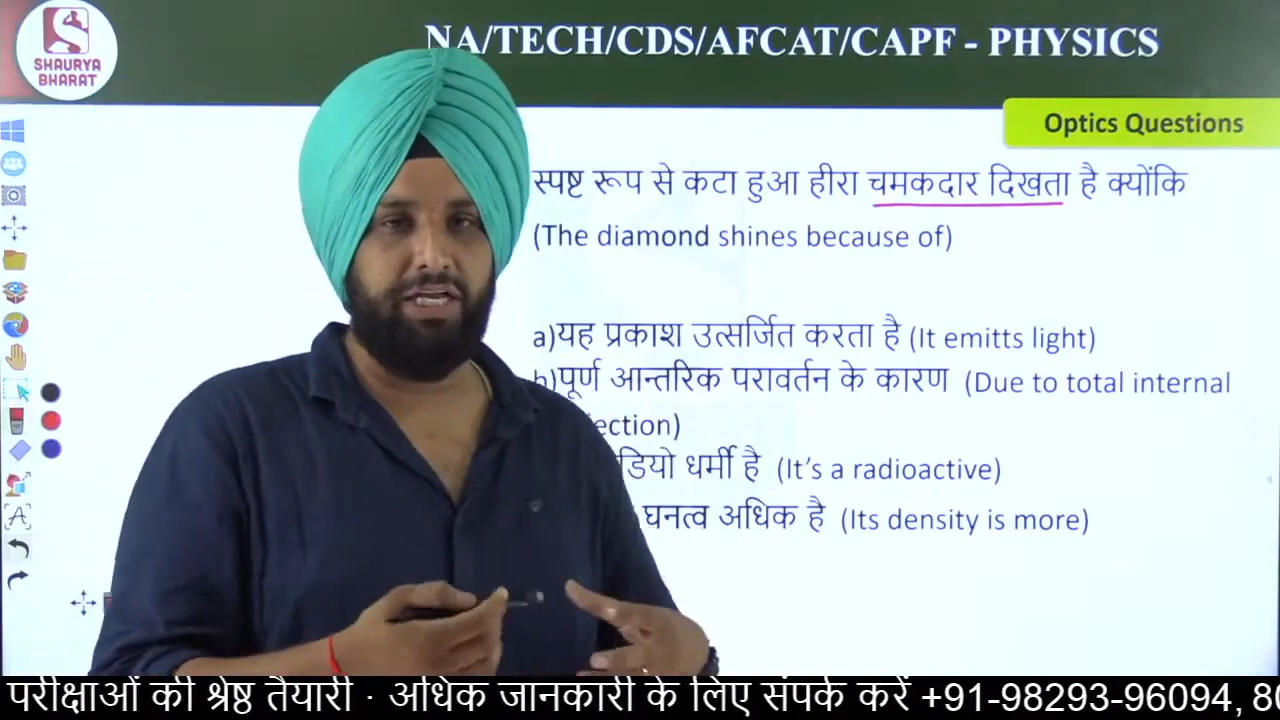 NA/TECH/CDS/AFCAT/CAPF - PHYSICS
SHAURYA
BHARAT
Optics Questions
स्पष्ट रूप से कटा हुआ हीरा चमकदार दिखता है क्योंकि
(The diamond shines because of)
a)यह प्रकाश उत्सर्जित करता है (It emitts light)
b)पूर्ण आन्तरिक परावर्तन के कारण (Due to total internal
ection)
डियो धर्मी है (It's a radioactive)
घनत्व अधिक है (Its density is more)
परीक्षाओं की श्रेष्ठ तैयारी · अधिक जानकारी के लिए संपर्क करें +91-98293-96094, 80